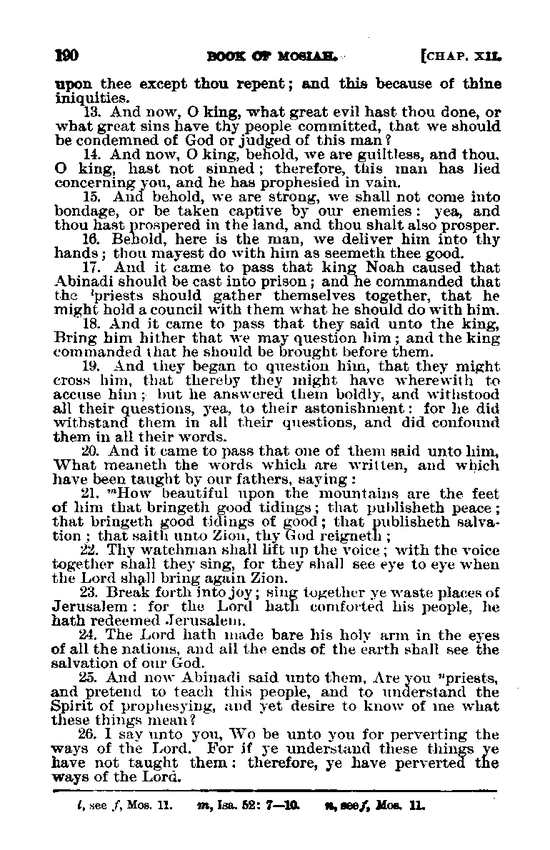 190 BOOK OF MOSIAH. [CHAP. XII.
upon thee except thou repent; and this because of thine
iniquities.
13. And now, O king, what great evil hast thou done, or
what great sins have thy people committed, that we should
be condemned of God or judged of this man?
14. And now, O king, behold, we are guiltless, and thou,
O king, hast not sinned; therefore, this man has lied
concerning you, and he has prophesied in vain.
15. And behold, we are strong, we shall not come into
bondage, or be taken captive by our enemies: yea, and
thou hast prospered in the land, and thou shalt also prosper.
16. Behold, here is the man, we deliver him into thy
hands; thou mayest do with him as seemeth thee good.
17. And it came to pass that king Noah caused that
Abinadi should be cast into prison; and he commanded that
the ˡpriests should gather themselves together, that he
might hold a council with them what he should do with him.
18. And it came to pass that they said unto the king,
Bring him hither that we may question him; and the king
commanded that he should be brought before them.
19. And they began to question him, that they might
cross him, that thereby they might have wherewith to
accuse him; but he answered them boldly, and withstood
all their questions, yea, to their astonishment: for he did
withstand them in all their questions, and did confound
them in all their words.
20. And it came to pass that one of them said unto him,
What meaneth the words which are written, and which
have been taught by our fathers, saying:
21. ᵐHow beautiful upon the mountains are the feet
of him that bringeth good tidings; that publisheth peace;
that bringeth good tidings of good; that publisheth salva-
tion; that saith unto Zion, thy God reigneth;
22. Thy watchman shall lift up the voice; with the voice
together shall they sing, for they shall see eye to eye when
the Lord shall bring again Zion.
23. Break forth into joy; sing together ye waste places of
Jerusalem: for the Lord hath comforted his people, he
hath redeemed Jerusalem.
24. The Lord hath made bare his holy arm in the eyes
of all the nations, and all the ends of the earth shall see the
salvation of our God.
25. And now Abinadi said unto them, Are you ⁿpriests,
and pretend to teach this people, and to understand the
Spirit of prophesying, and yet desire to know of me what
these things mean?
26. I say unto you, Wo be unto you for perverting the
ways of the Lord. For if ye understand these things ye
have not taught them: therefore, ye have perverted the
ways of the Lord.
l, see f, Mos. 11. m, Isa. 52: 7—10. n, see f, Mos. 11.